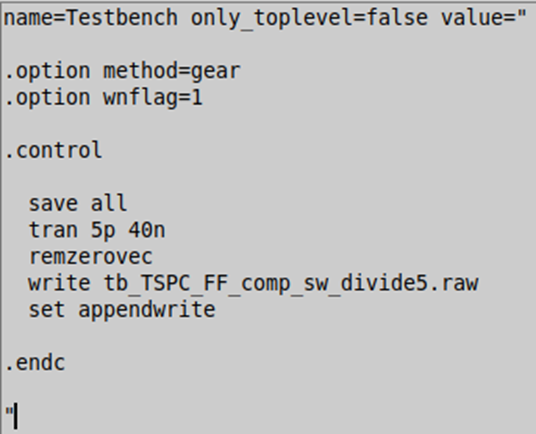 name=Testbench only_toplevel=false value="
.option method=gear
.option wnflag=1
.control
save all
tran 5p 40n
remzerovec
write tb_TSPC_FF_comp_sw_divide5.raw
set appendwrite
.endc
"